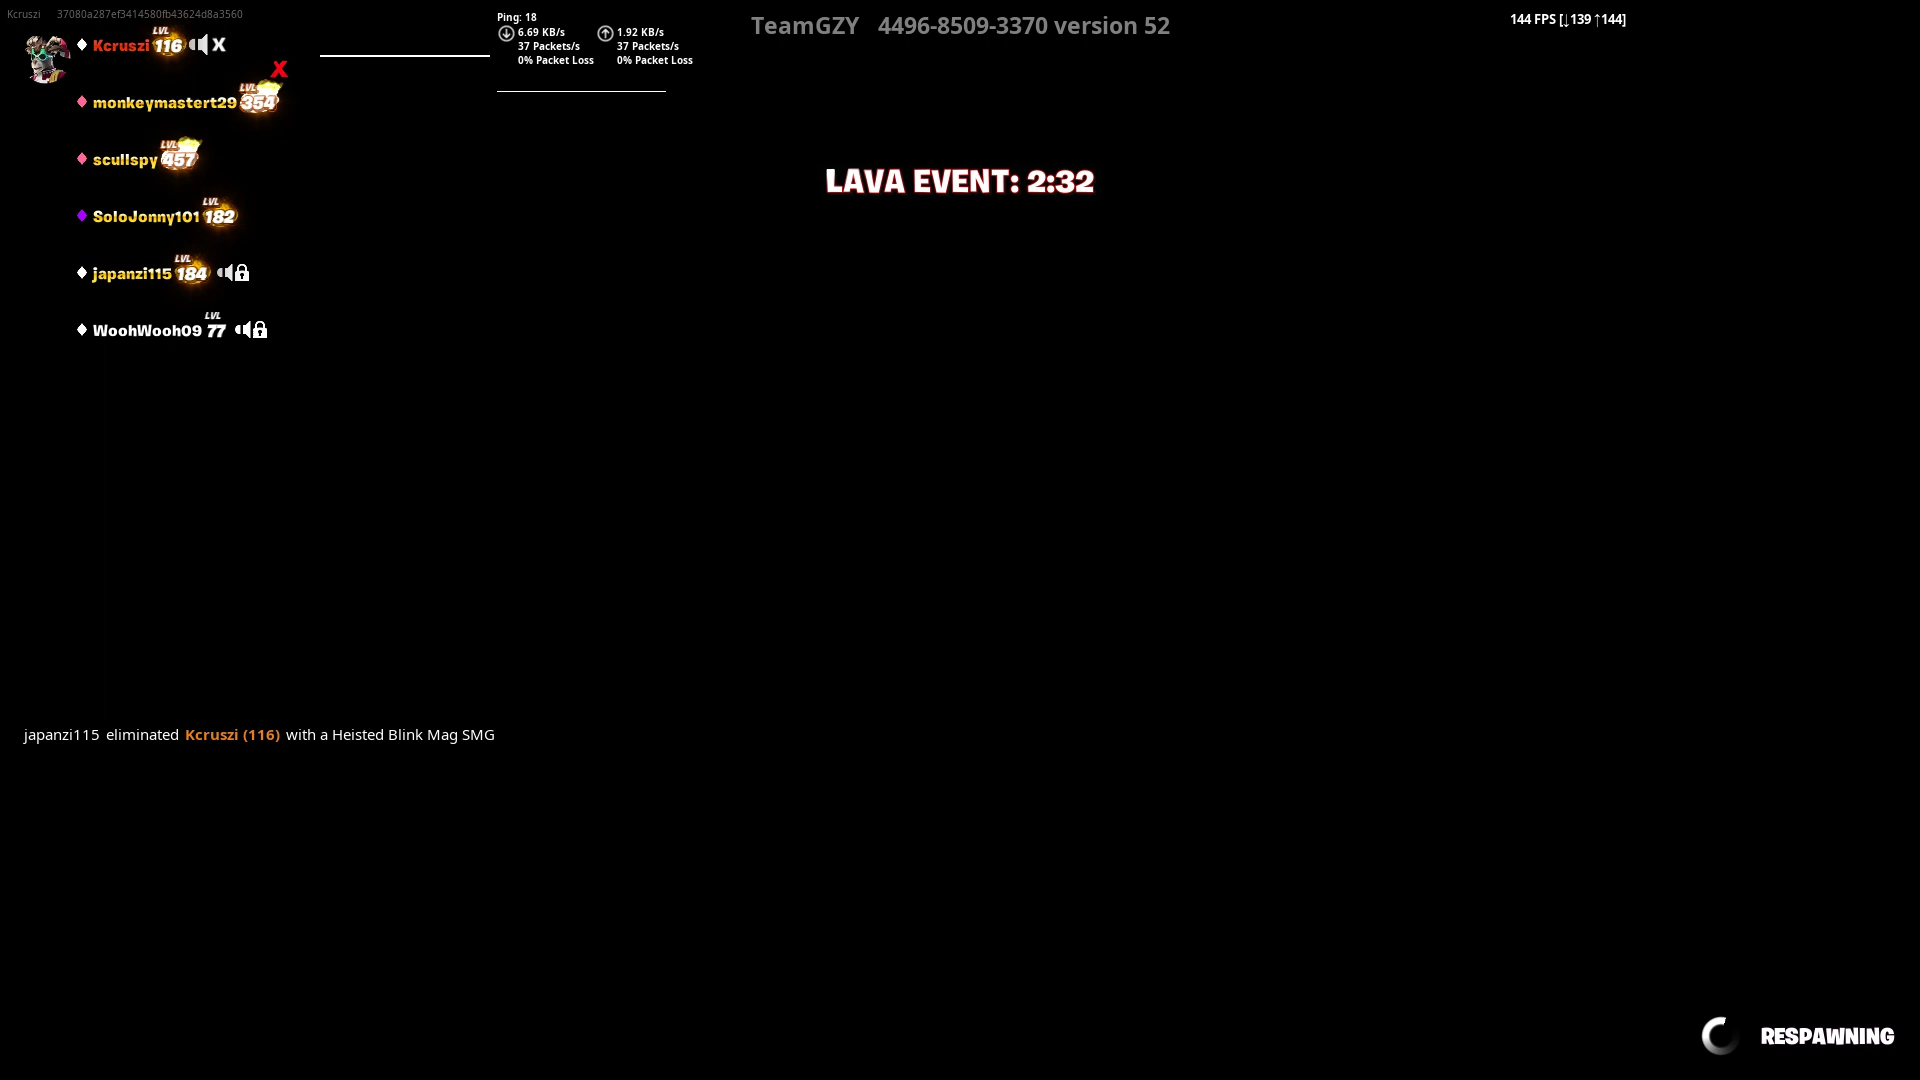 Kcruszi 37080a287ef3414580fb43624d8a3560
Kcruszi LVL 116 X
X
monkeymastert29 LVL 354
scullspy LVL 457
SoloJonny101 LVL 182
japanzi115 LVL 184
WoohWooh09 LVL 77
Ping: 18
6.69 KB/s 1.92 KB/s
37 Packets/s 37 Packets/s
0% Packet Loss 0% Packet Loss
TeamGZY 4496-8509-3370 version 52
144 FPS [↓139 ↑144]
LAVA EVENT: 2:32
japanzi115 eliminated Kcruszi (116) with a Heisted Blink Mag SMG
RESPAWNING